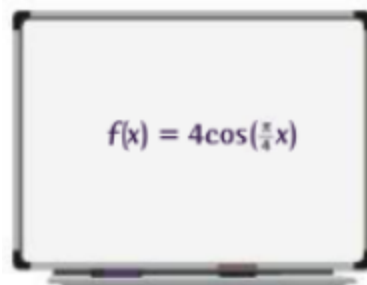 f(x) = 4cos(π/4 x)